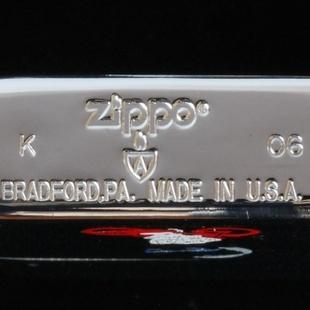 zippo®
K 06
A
BRADFORD,PA. MADE IN U.S.A.